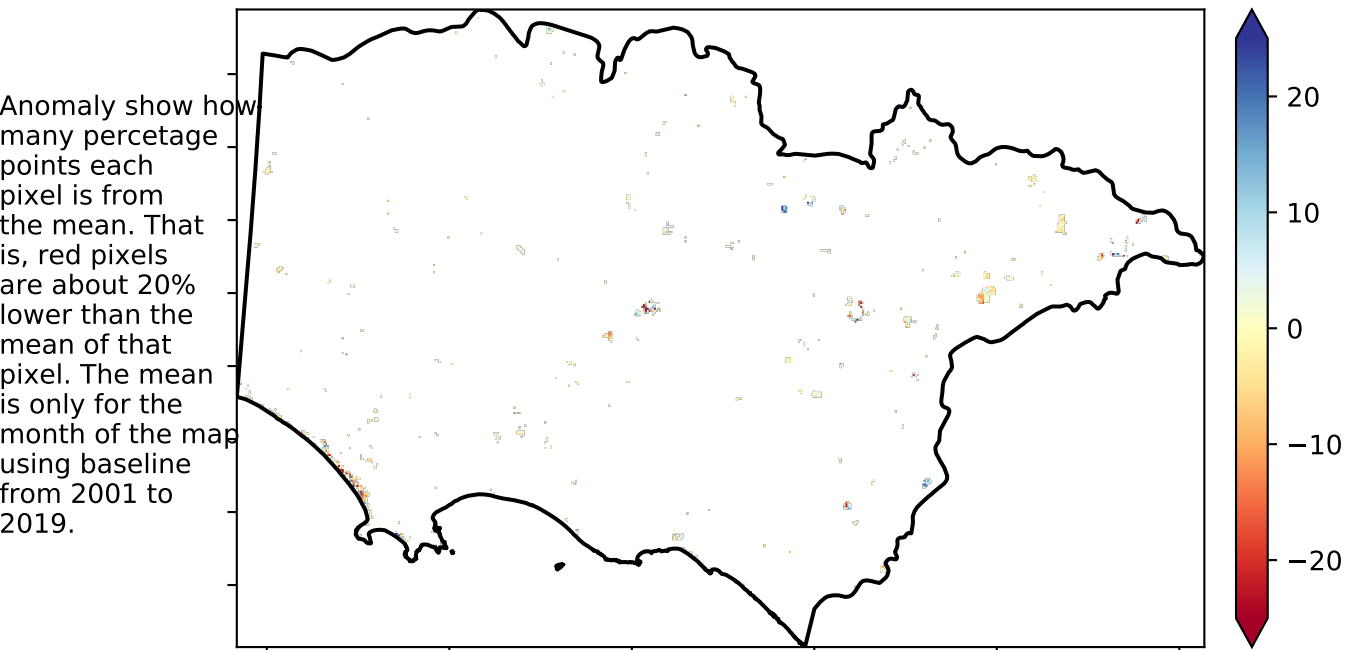 Anomaly show how
many percetage
points each
pixel is from
the mean. That
is, red pixels
are about 20%
lower than the
mean of that
pixel. The mean
is only for the
month of the map
using baseline
from 2001 to
2019.
20
10
0
−10
−20